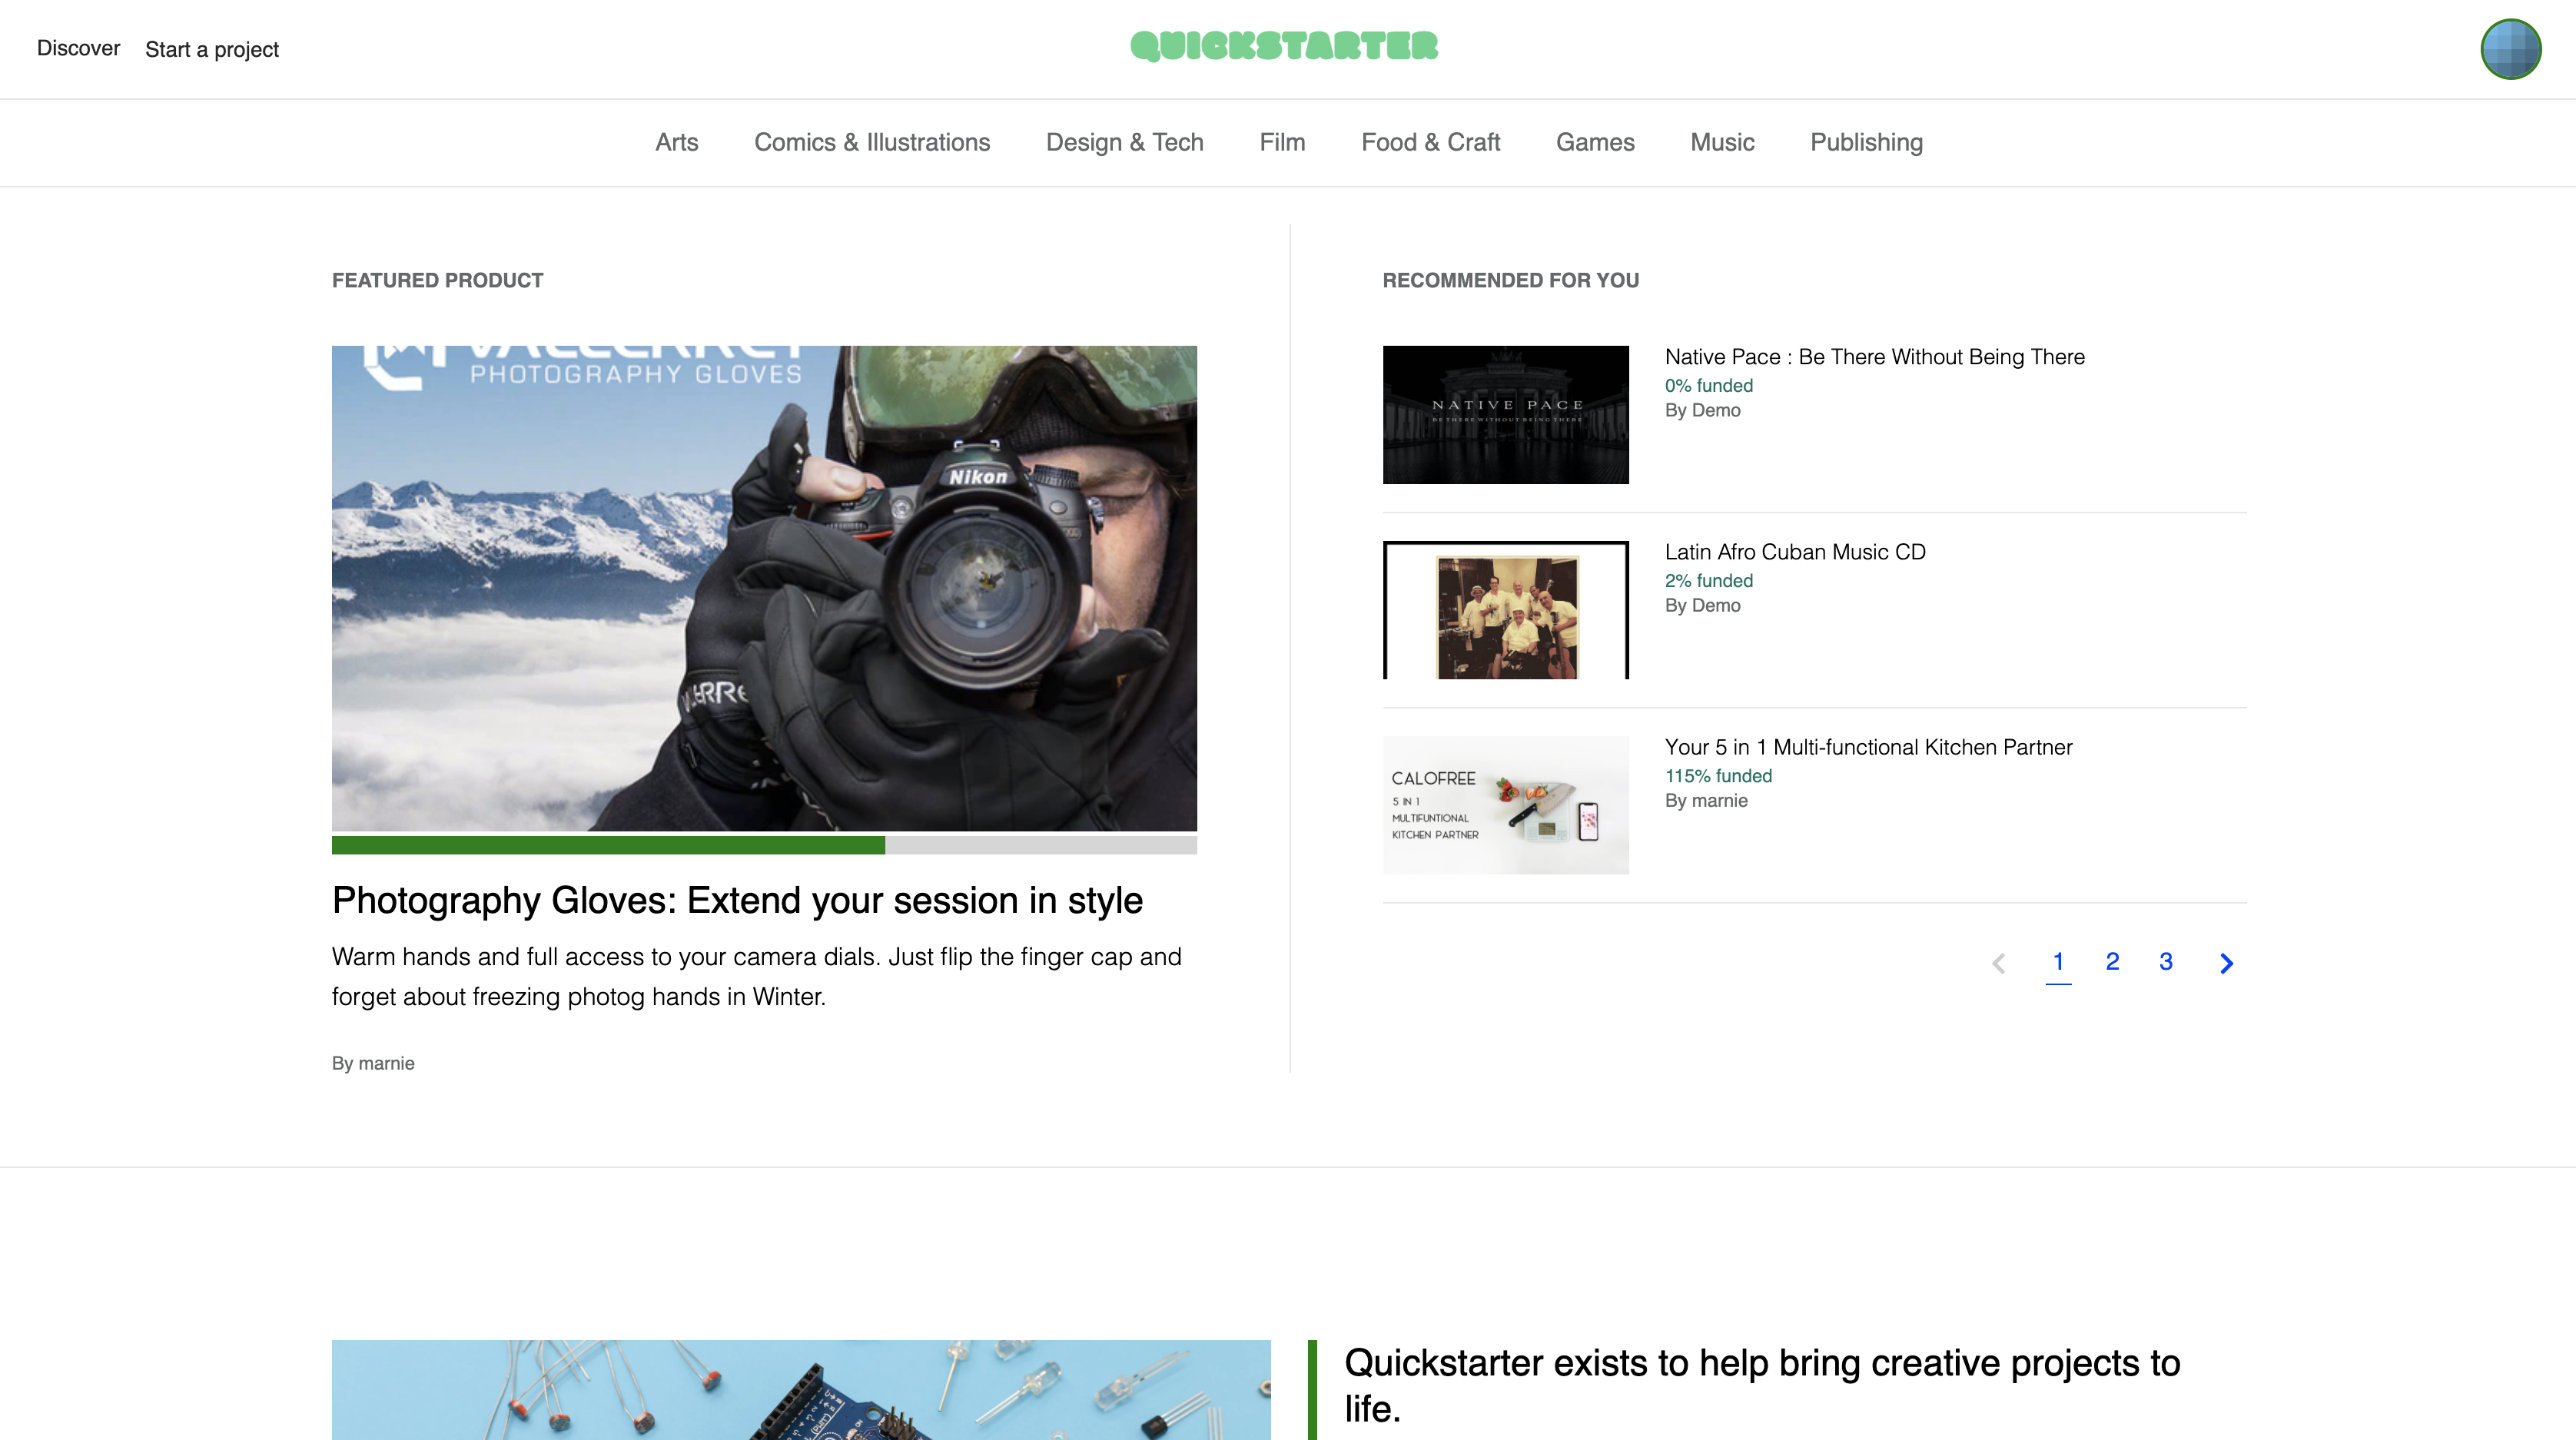 Discover
Start a project
QUICKSTARTER
Arts
Comics & Illustrations
Design & Tech
Film
Food & Craft
Games
Music
Publishing
FEATURED PRODUCT
PHOTOGRAPHY GLOVES
Nikon
Photography Gloves: Extend your session in style
Warm hands and full access to your camera dials. Just flip the finger cap and
forget about freezing photog hands in Winter.
By marnie
RECOMMENDED FOR YOU
NATIVE PACE
BE THERE WITHOUT BEING THERE
Native Pace : Be There Without Being There
0% funded
By Demo
Latin Afro Cuban Music CD
2% funded
By Demo
CALOFREE
5 IN 1
MULTIFUNTIONAL
KITCHEN PARTNER
Your 5 in 1 Multi-functional Kitchen Partner
115% funded
By marnie
1 2 3
Quickstarter exists to help bring creative projects to
life.